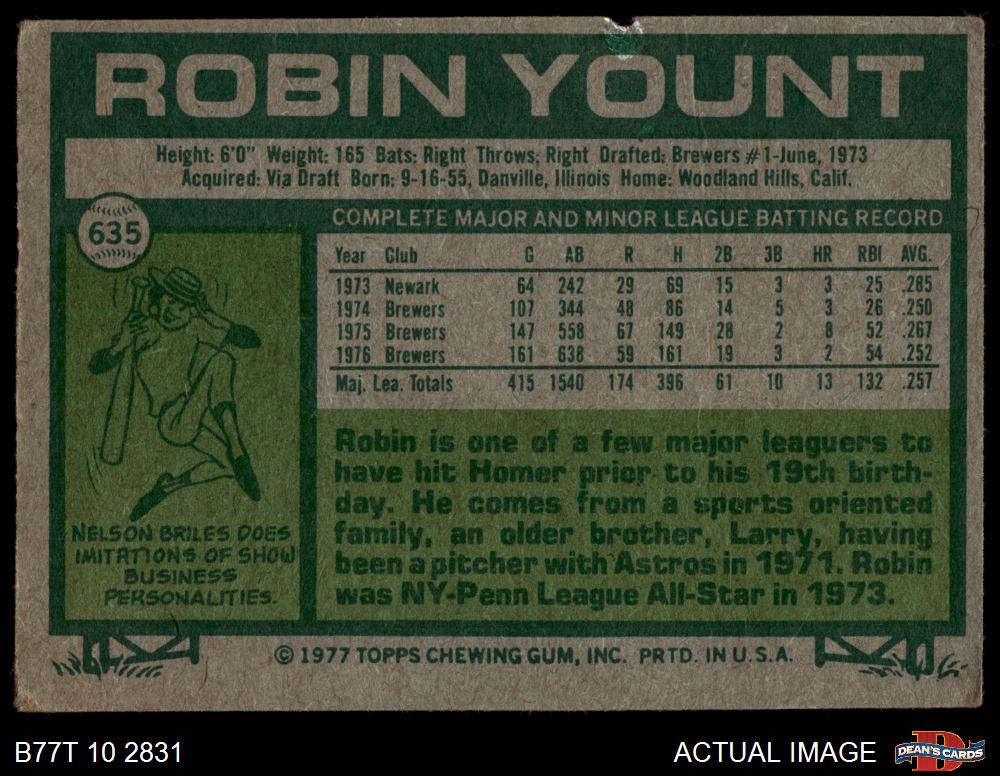 ROBIN YOUNT
Height: 6'0" Weight: 165 Bats: Right Throws: Right Drafted: Brewers #1-June, 1973
Acquired: Via Draft Born: 9-16-55, Danville, Illinois Home: Woodland Hills, Calif.
635
COMPLETE MAJOR AND MINOR LEAGUE BATTING RECORD
Year Club G AB R H 2B 3B HR RBI AVG.
1973 Newark 64 242 29 69 15 3 3 25 .285
1974 Brewers 107 344 48 86 14 5 3 26 .250
1975 Brewers 147 558 67 149 28 2 8 52 .267
1976 Brewers 161 638 59 161 19 3 2 54 .252
Maj. Lea. Totals 415 1540 174 396 61 10 13 132 .257
Robin is one of a few major leaguers to
have hit Homer prior to his 19th birth-
day. He comes from a sports oriented
family, an older brother, Larry, having
been a pitcher with Astros in 1971. Robin
was NY-Penn League All-Star in 1973.
NELSON BRILES DOES
IMITATIONS OF SHOW
BUSINESS
PERSONALITIES.
© 1977 TOPPS CHEWING GUM, INC. PRTD. IN U.S.A.
B77T 10 2831
ACTUAL IMAGE
DEAN'S CARDS